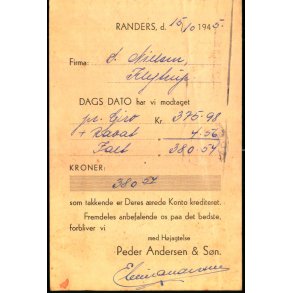 RANDERS, d. 15/10 1945.
Firma: A. Nielsen,
DAGS DATO har vi modtaget
pr. Giro Kr. 375-98
+ Rabat 4-56
Ialt 380-54
KRONER:
380 54
som takkende er Deres ærede Konto krediteret.
Fremdeles anbefalende os paa det bedste,
forbliver vi
med Højagtelse
Peder Andersen & Søn.